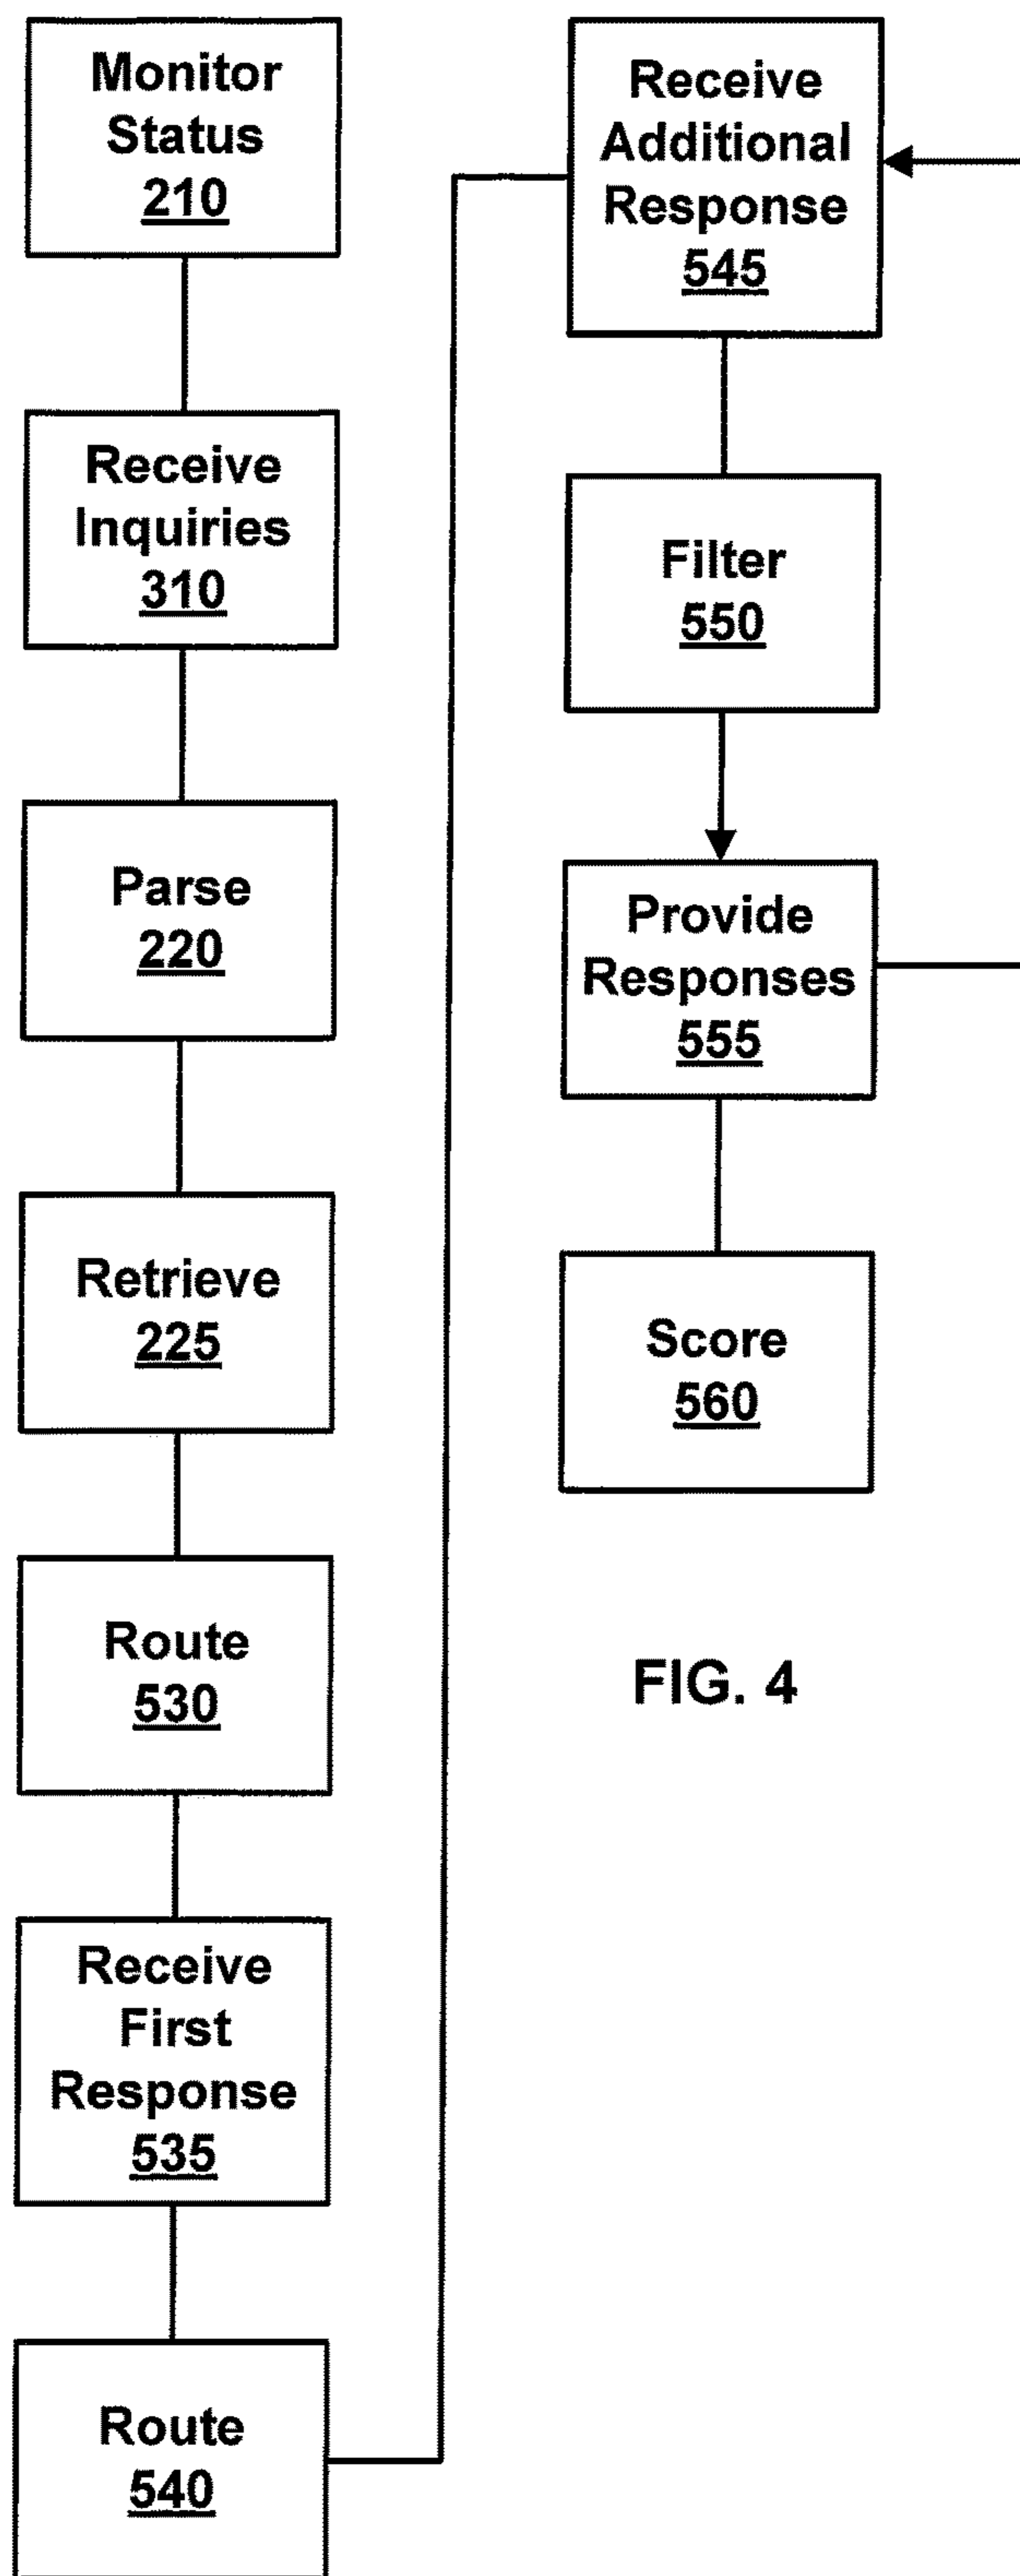 Monitor
Status
210
Receive
Inquiries
310
Parse
220
Retrieve
225
Route
530
Receive
First
Response
535
Route
540
Receive
Additional
Response
545
Filter
550
Provide
Responses
555
Score
560
FIG. 4